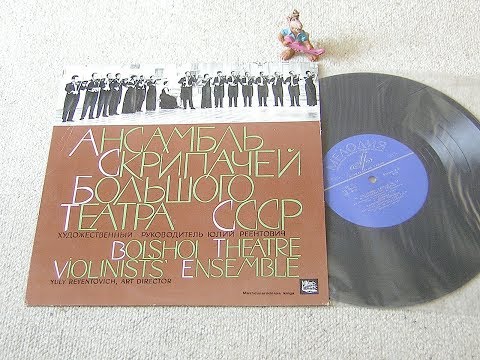 АНСАМБЛЬ
СКРИПАЧЕЙ
БОЛЬШОГО
ТЕАТРА СССР
ХУДОЖЕСТВЕННЫЙ РУКОВОДИТЕЛЬ ЮЛИЙ РЕЕНТОВИЧ
BOLSHOI THEATRE
VIOLINISTS' ENSEMBLE
YULY REYENTOVICH, ART DIRECTOR
МЕЛОДИЯ